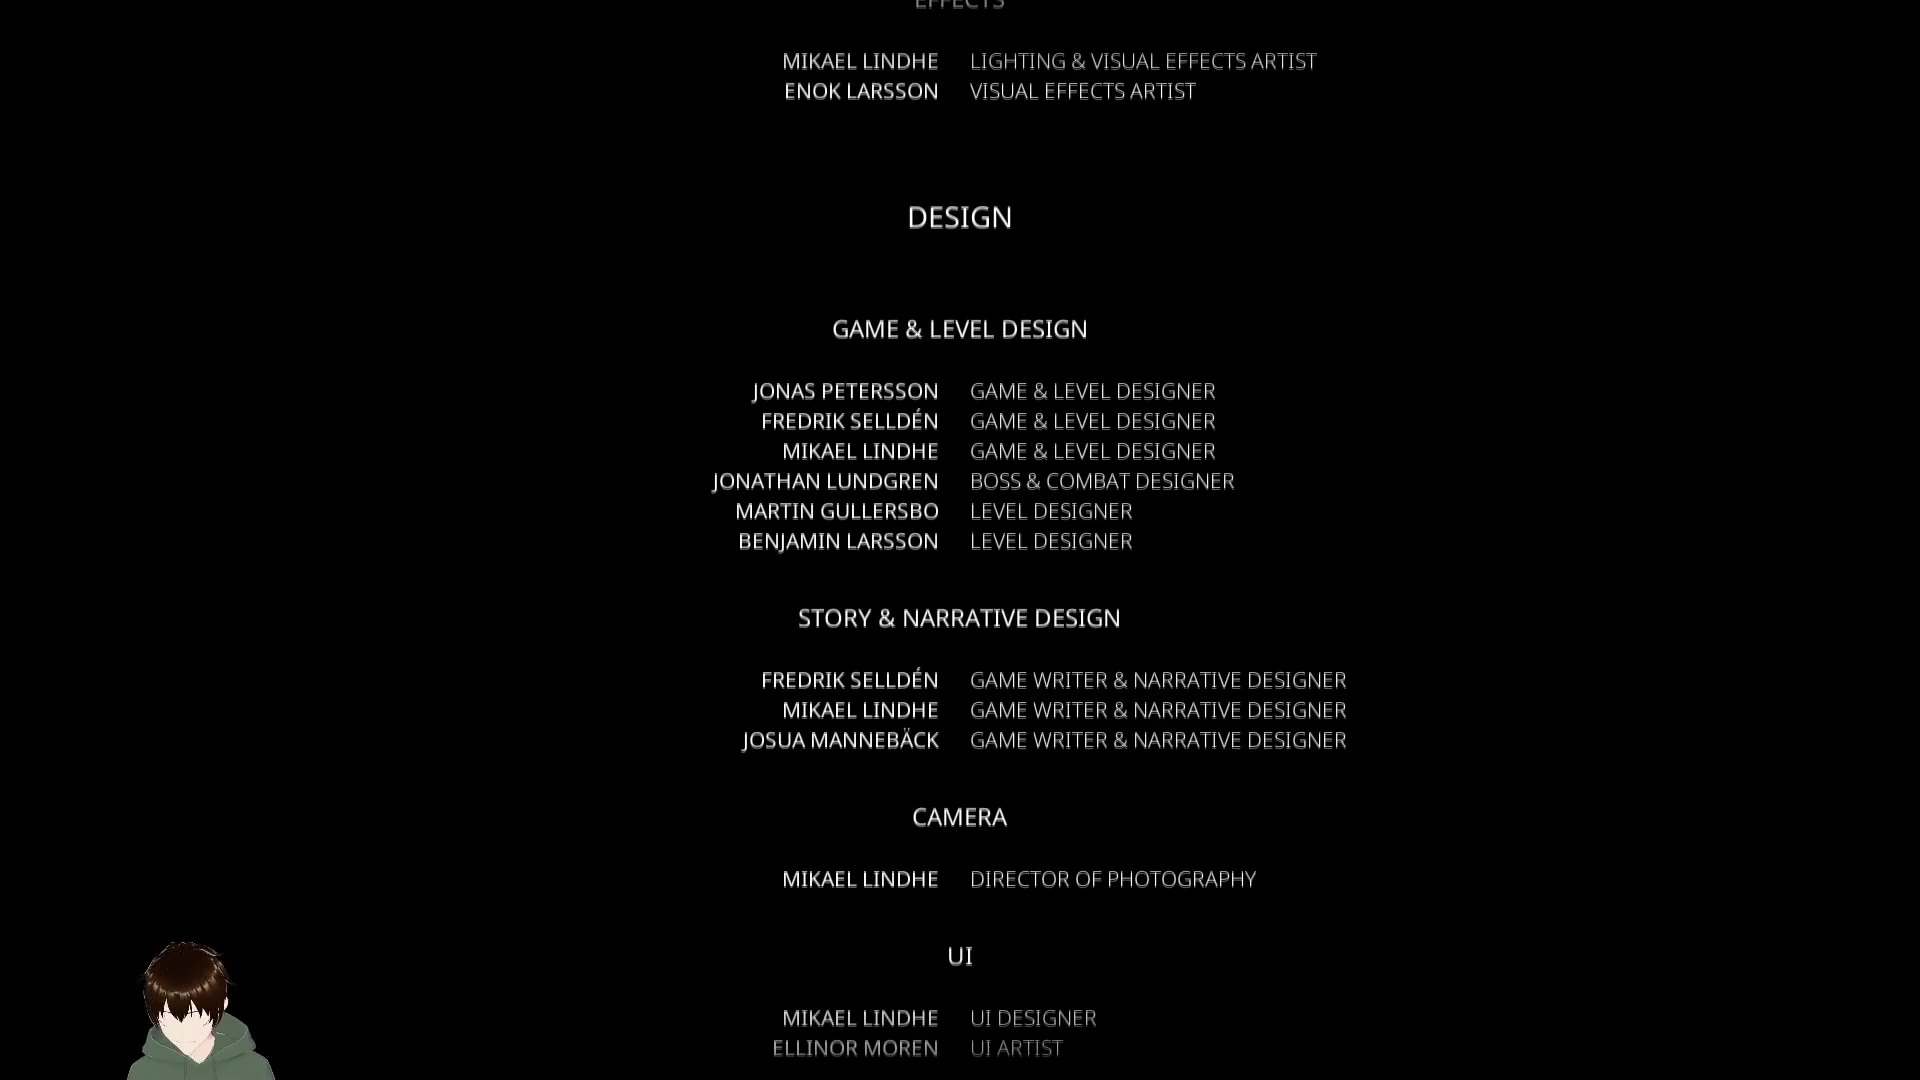 EFFECTS
MIKAEL LINDHE LIGHTING & VISUAL EFFECTS ARTIST
ENOK LARSSON VISUAL EFFECTS ARTIST
DESIGN
GAME & LEVEL DESIGN
JONAS PETERSSON GAME & LEVEL DESIGNER
FREDRIK SELLDÉN GAME & LEVEL DESIGNER
MIKAEL LINDHE GAME & LEVEL DESIGNER
JONATHAN LUNDGREN BOSS & COMBAT DESIGNER
MARTIN GULLERSBO LEVEL DESIGNER
BENJAMIN LARSSON LEVEL DESIGNER
STORY & NARRATIVE DESIGN
FREDRIK SELLDÉN GAME WRITER & NARRATIVE DESIGNER
MIKAEL LINDHE GAME WRITER & NARRATIVE DESIGNER
JOSUA MANNEBÄCK GAME WRITER & NARRATIVE DESIGNER
CAMERA
MIKAEL LINDHE DIRECTOR OF PHOTOGRAPHY
UI
MIKAEL LINDHE UI DESIGNER
ELLINOR MOREN UI ARTIST